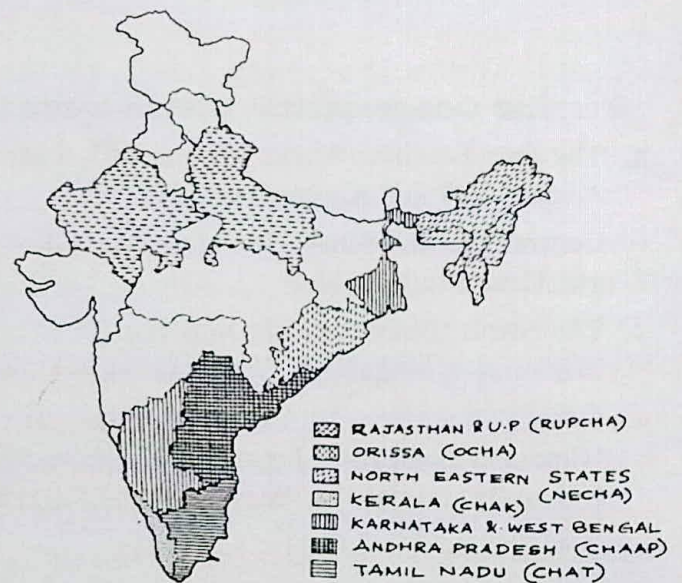 RAJASTHAN & U.P (RUPCHA)
ORISSA (OCHA)
NORTH EASTERN STATES
(NECHA)
KERALA (CHAK)
KARNATAKA & WEST BENGAL
ANDHRA PRADESH (CHAAP)
TAMIL NADU (CHAT)